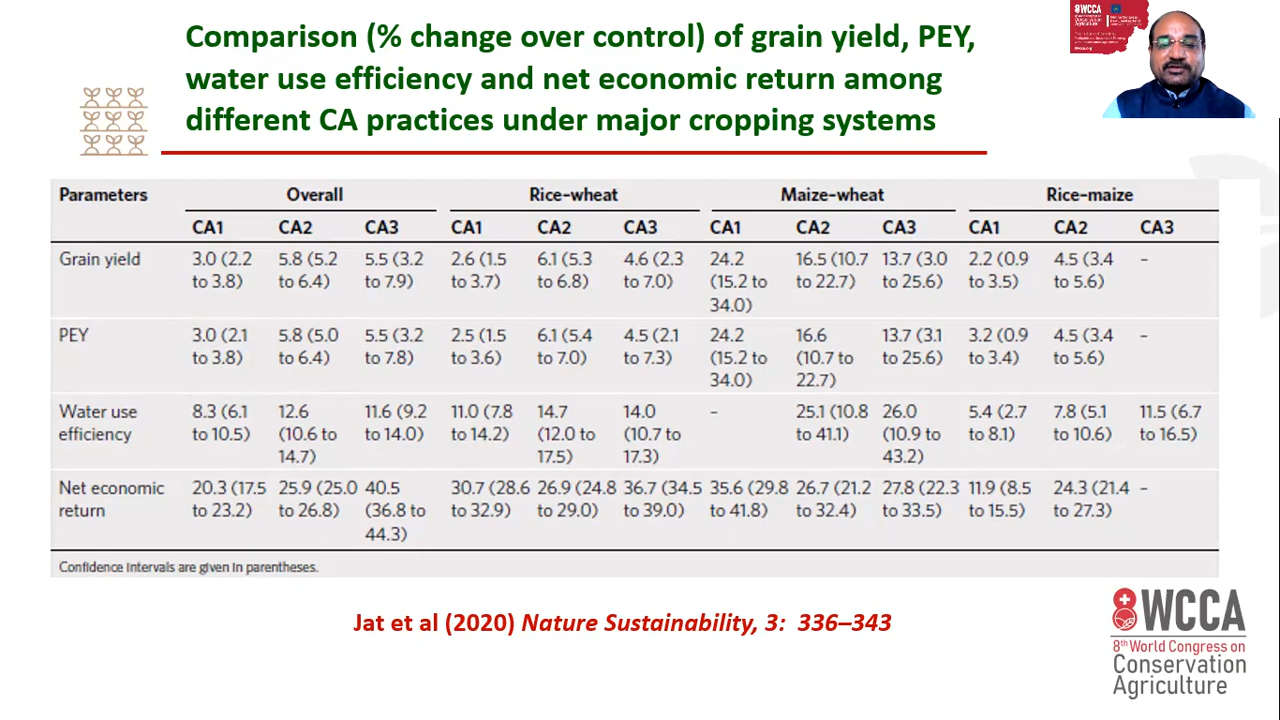 Comparison (% change over control) of grain yield, PEY,
water use efficiency and net economic return among
different CA practices under major cropping systems
8WCCA
Parameters Overall Rice–wheat Maize–wheat Rice–maize
CA1 CA2 CA3 CA1 CA2 CA3 CA1 CA2 CA3 CA1 CA2 CA3
Grain yield 3.0 (2.2 5.8 (5.2 5.5 (3.2 2.6 (1.5 6.1 (5.3 4.6 (2.3 24.2 16.5 (10.7 13.7 (3.0 2.2 (0.9 4.5 (3.4 –
to 3.8) to 6.4) to 7.9) to 3.7) to 6.8) to 7.0) (15.2 to to 22.7) to 25.6) to 3.5) to 5.6)
34.0)
PEY 3.0 (2.1 5.8 (5.0 5.5 (3.2 2.5 (1.5 6.1 (5.4 4.5 (2.1 24.2 16.6 13.7 (3.1 3.2 (0.9 4.5 (3.4 –
to 3.8) to 6.4) to 7.8) to 3.6) to 7.0) to 7.3) (15.2 to (10.7 to to 25.6) to 3.4) to 5.6)
34.0) 22.7)
Water use 8.3 (6.1 12.6 11.6 (9.2 11.0 (7.8 14.7 14.0 – 25.1 (10.8 26.0 5.4 (2.7 7.8 (5.1 11.5 (6.7
efficiency to 10.5) (10.6 to to 14.0) to 14.2) (12.0 to (10.7 to to 41.1) (10.9 to to 8.1) to 10.6) to 16.5)
14.7) 17.5) 17.3) 43.2)
Net economic 20.3 (17.5 25.9 (25.0 40.5 30.7 (28.6 26.9 (24.8 36.7 (34.5 35.6 (29.8 26.7 (21.2 27.8 (22.3 11.9 (8.5 24.3 (21.4 –
return to 23.2) to 26.8) (36.8 to to 32.9) to 29.0) to 39.0) to 41.8) to 32.4) to 33.5) to 15.5) to 27.3)
44.3)
Confidence intervals are given in parentheses.
Jat et al (2020) Nature Sustainability, 3: 336–343
8WCCA
8th World Congress on
Conservation
Agriculture